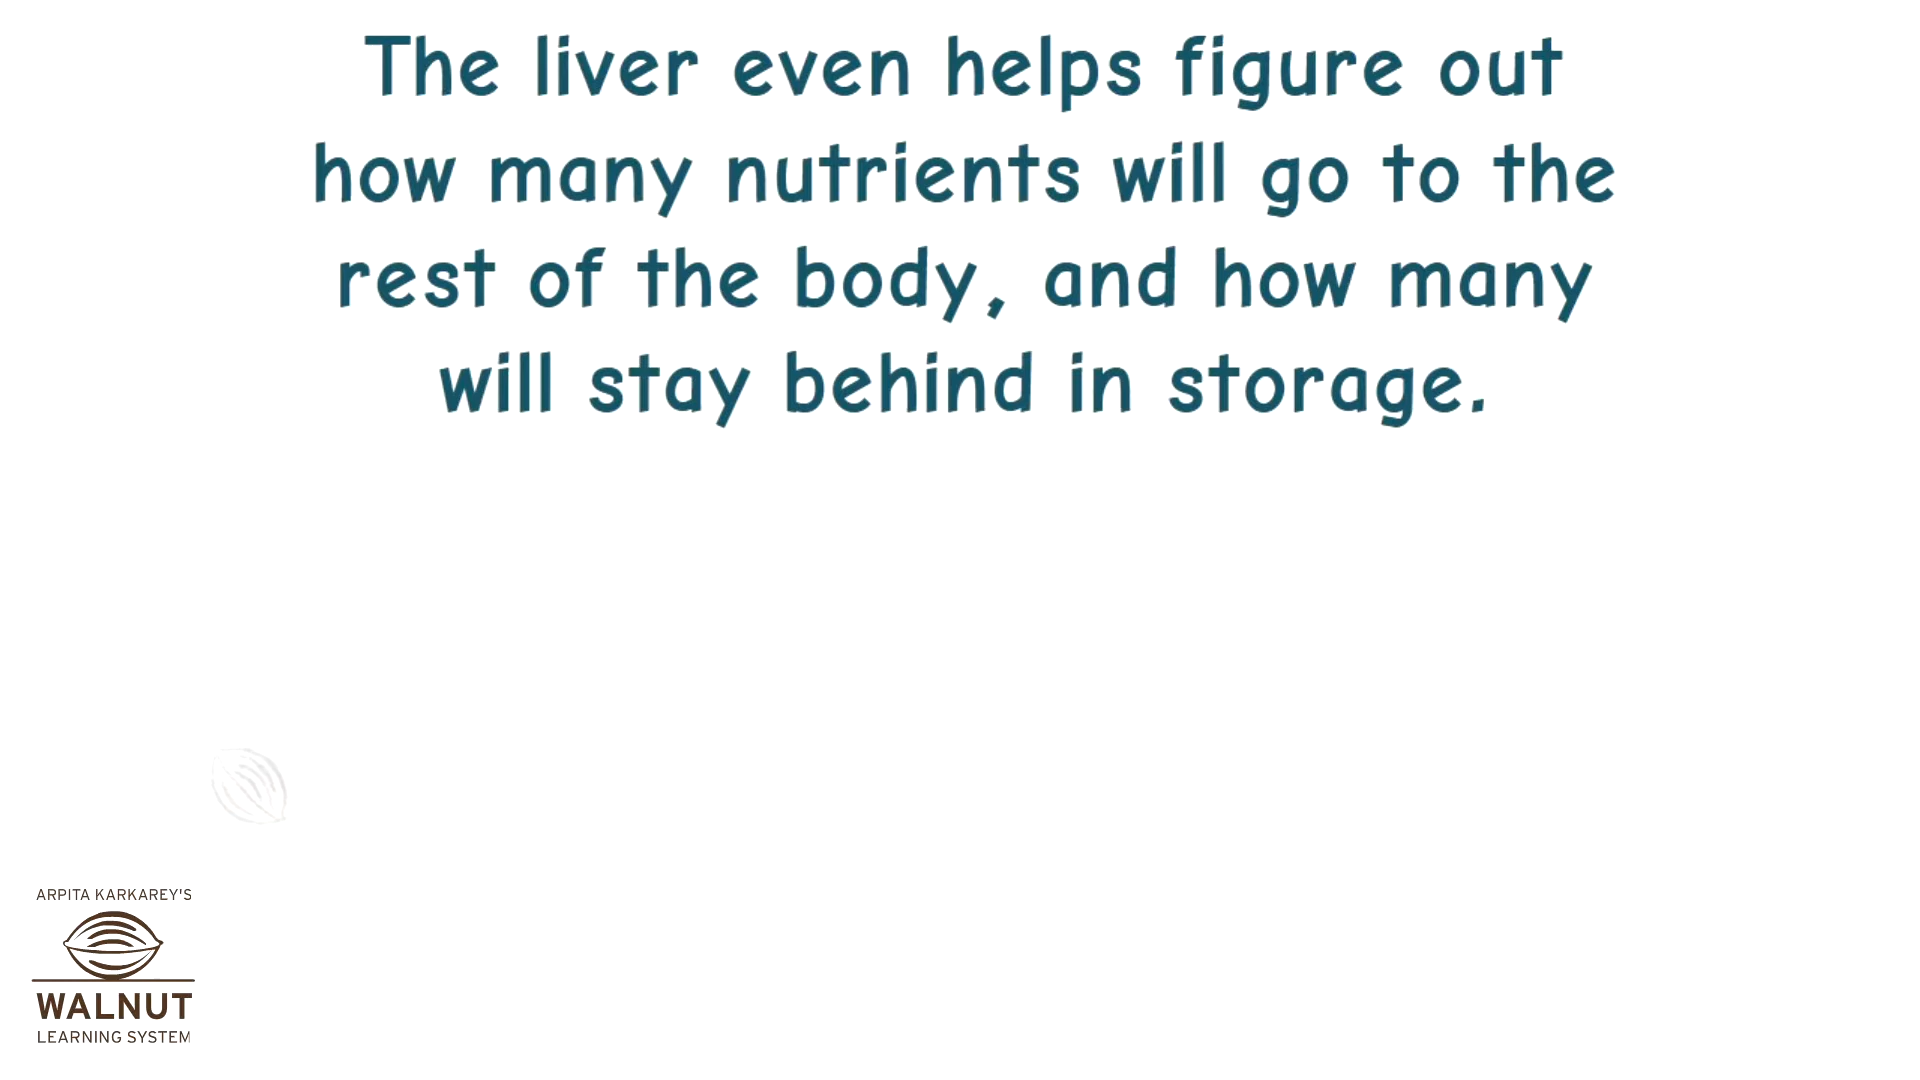 The liver even helps figure out
how many nutrients will go to the
rest of the body, and how many
will stay behind in storage.
ARPITA KARKAREY'S
WALNUT
LEARNING SYSTEM